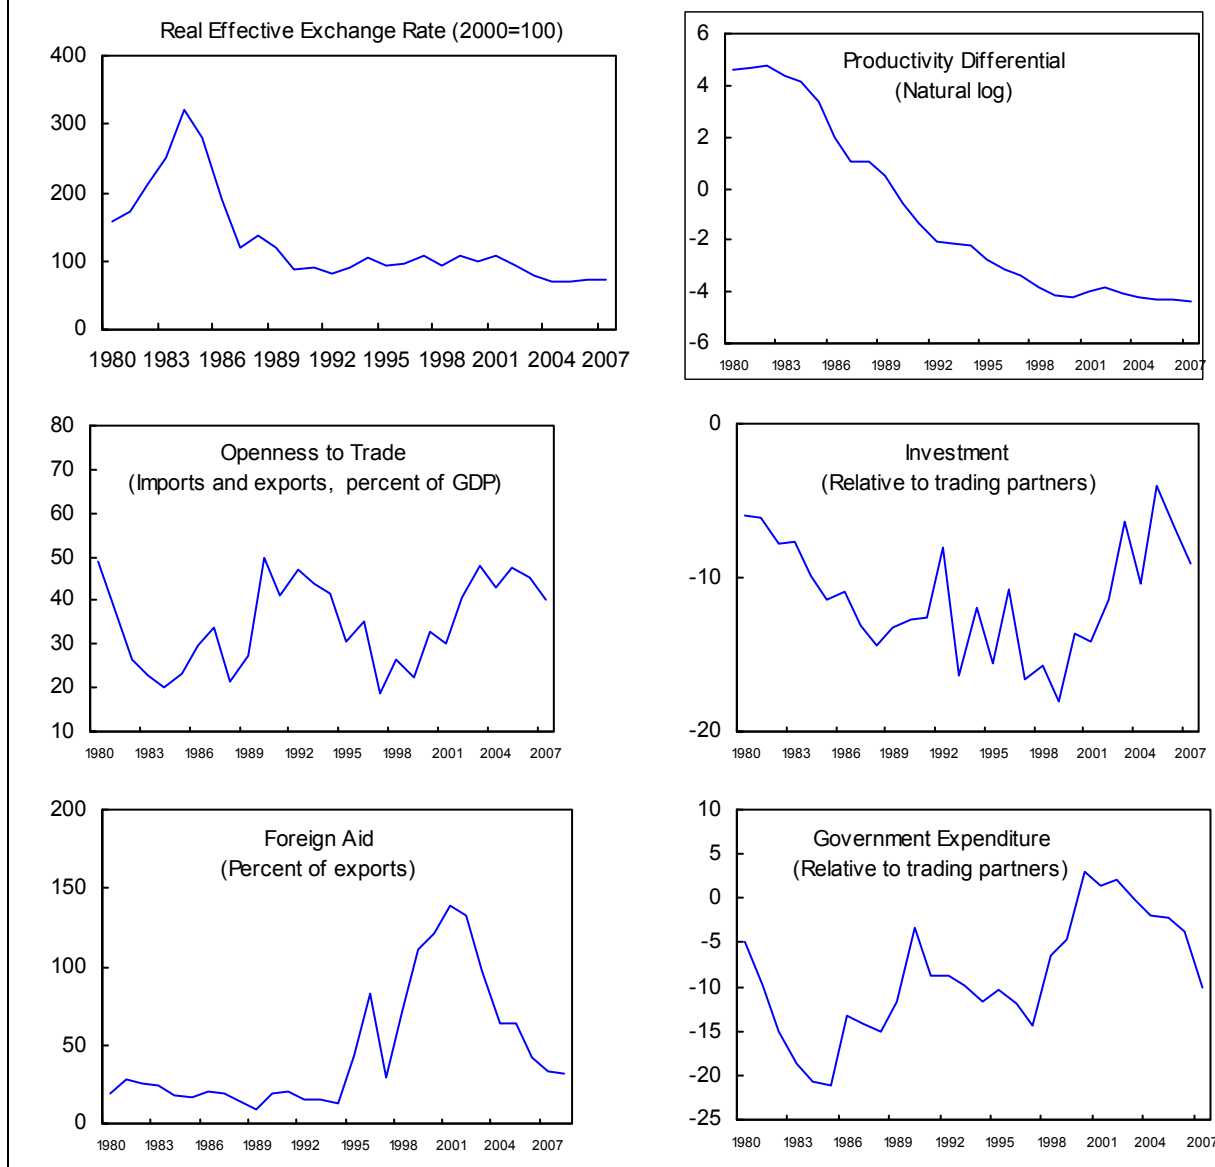 Real Effective Exchange Rate (2000=100)
400
300
200
100
0
1980 1983 1986 1989 1992 1995 1998 2001 2004 2007
Productivity Differential
(Natural log)
6
4
2
0
-2
-4
-6
1980 1983 1986 1989 1992 1995 1998 2001 2004 2007
Openness to Trade
(Imports and exports, percent of GDP)
80
70
60
50
40
30
20
10
1980 1983 1986 1989 1992 1995 1998 2001 2004 2007
Investment
(Relative to trading partners)
0
-10
-20
1980 1983 1986 1989 1992 1995 1998 2001 2004 2007
Foreign Aid
(Percent of exports)
200
150
100
50
0
1980 1983 1986 1989 1992 1995 1998 2001 2004 2007
Government Expenditure
(Relative to trading partners)
10
5
0
-5
-10
-15
-20
-25
1980 1983 1986 1989 1992 1995 1998 2001 2004 2007